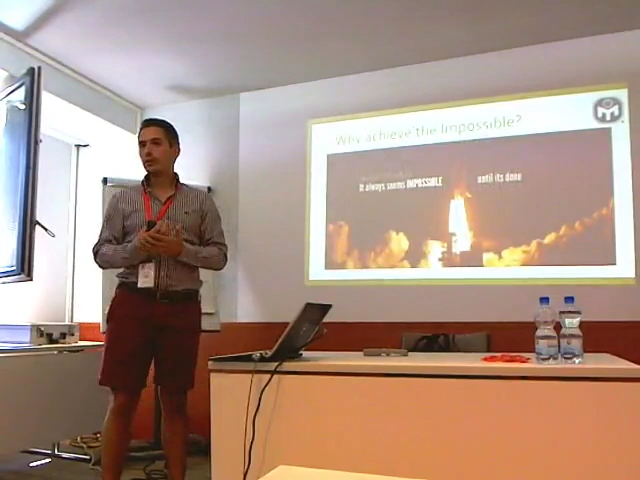 Why achieve the Impossible?
It always seems IMPOSSIBLE until its done